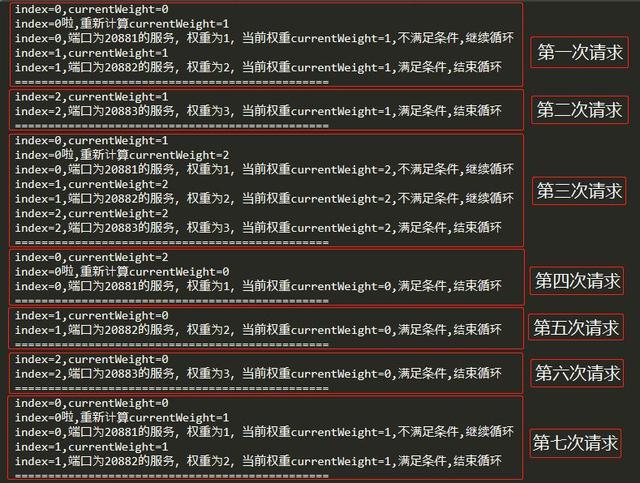 index=0,currentWeight=0
index=0啦,重新计算currentWeight=1
index=0,端口为20881的服务, 权重为1, 当前权重currentWeight=1,不满足条件,继续循环
index=1,currentWeight=1
index=1,端口为20882的服务, 权重为2, 当前权重currentWeight=1,满足条件,结束循环
===============================================
第一次请求
index=2,currentWeight=1
index=2,端口为20883的服务, 权重为3, 当前权重currentWeight=1,满足条件,结束循环
===============================================
第二次请求
index=0,currentWeight=1
index=0啦,重新计算currentWeight=2
index=0,端口为20881的服务, 权重为1, 当前权重currentWeight=2,不满足条件,继续循环
index=1,currentWeight=2
index=1,端口为20882的服务, 权重为2, 当前权重currentWeight=2,不满足条件,继续循环
index=2,currentWeight=2
index=2,端口为20883的服务, 权重为3, 当前权重currentWeight=2,满足条件,结束循环
===============================================
第三次请求
index=0,currentWeight=2
index=0啦,重新计算currentWeight=0
index=0,端口为20881的服务, 权重为1, 当前权重currentWeight=0,满足条件,结束循环
===============================================
第四次请求
index=1,currentWeight=0
index=1,端口为20882的服务, 权重为2, 当前权重currentWeight=0,满足条件,结束循环
===============================================
第五次请求
index=2,currentWeight=0
index=2,端口为20883的服务, 权重为3, 当前权重currentWeight=0,满足条件,结束循环
===============================================
第六次请求
index=0,currentWeight=0
index=0啦,重新计算currentWeight=1
index=0,端口为20881的服务, 权重为1, 当前权重currentWeight=1,不满足条件,继续循环
index=1,currentWeight=1
index=1,端口为20882的服务, 权重为2, 当前权重currentWeight=1,满足条件,结束循环
===============================================
第七次请求